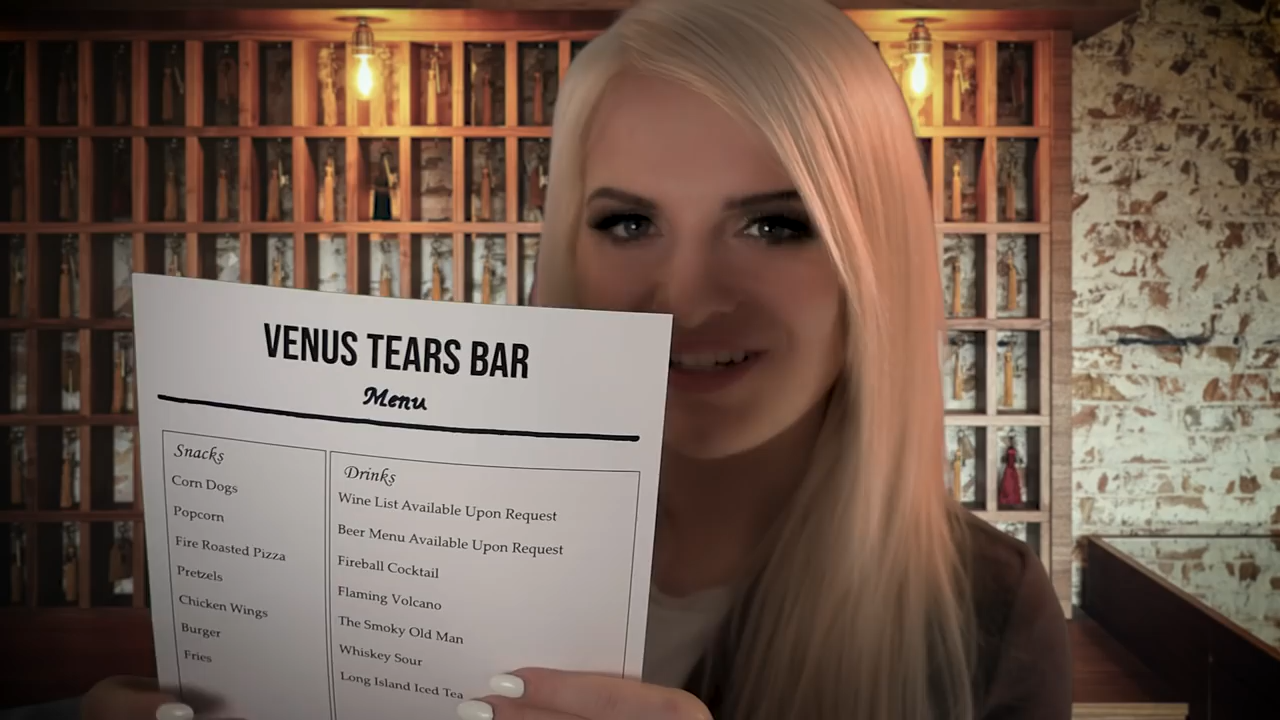 VENUS TEARS BAR
Menu
Snacks
Corn Dogs
Popcorn
Fire Roasted Pizza
Pretzels
Chicken Wings
Burger
Fries
Drinks
Wine List Available Upon Request
Beer Menu Available Upon Request
Fireball Cocktail
Flaming Volcano
The Smoky Old Man
Whiskey Sour
Long Island Iced Tea